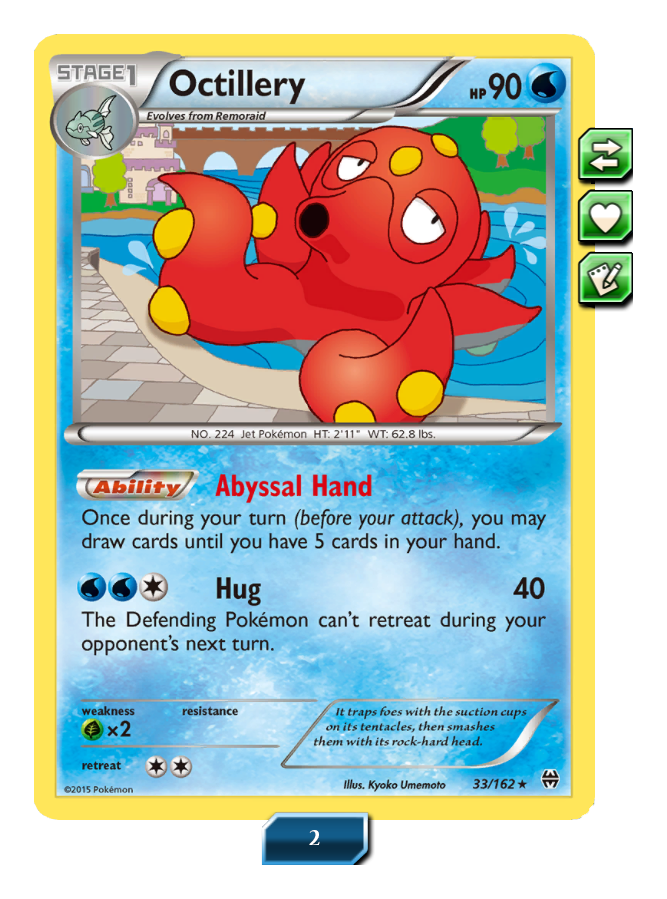 STAGE1
Octillery
HP 90
Evolves from Remoraid
NO. 224 Jet Pokémon HT: 2'11" WT: 62.8 lbs.
Ability Abyssal Hand
Once during your turn (before your attack), you may
draw cards until you have 5 cards in your hand.
Hug 40
The Defending Pokémon can't retreat during your
opponent's next turn.
weakness resistance
×2
It traps foes with the suction cups
on its tentacles, then smashes
them with its rock-hard head.
retreat
©2015 Pokémon
Illus. Kyoko Umemoto 33/162 ★
2